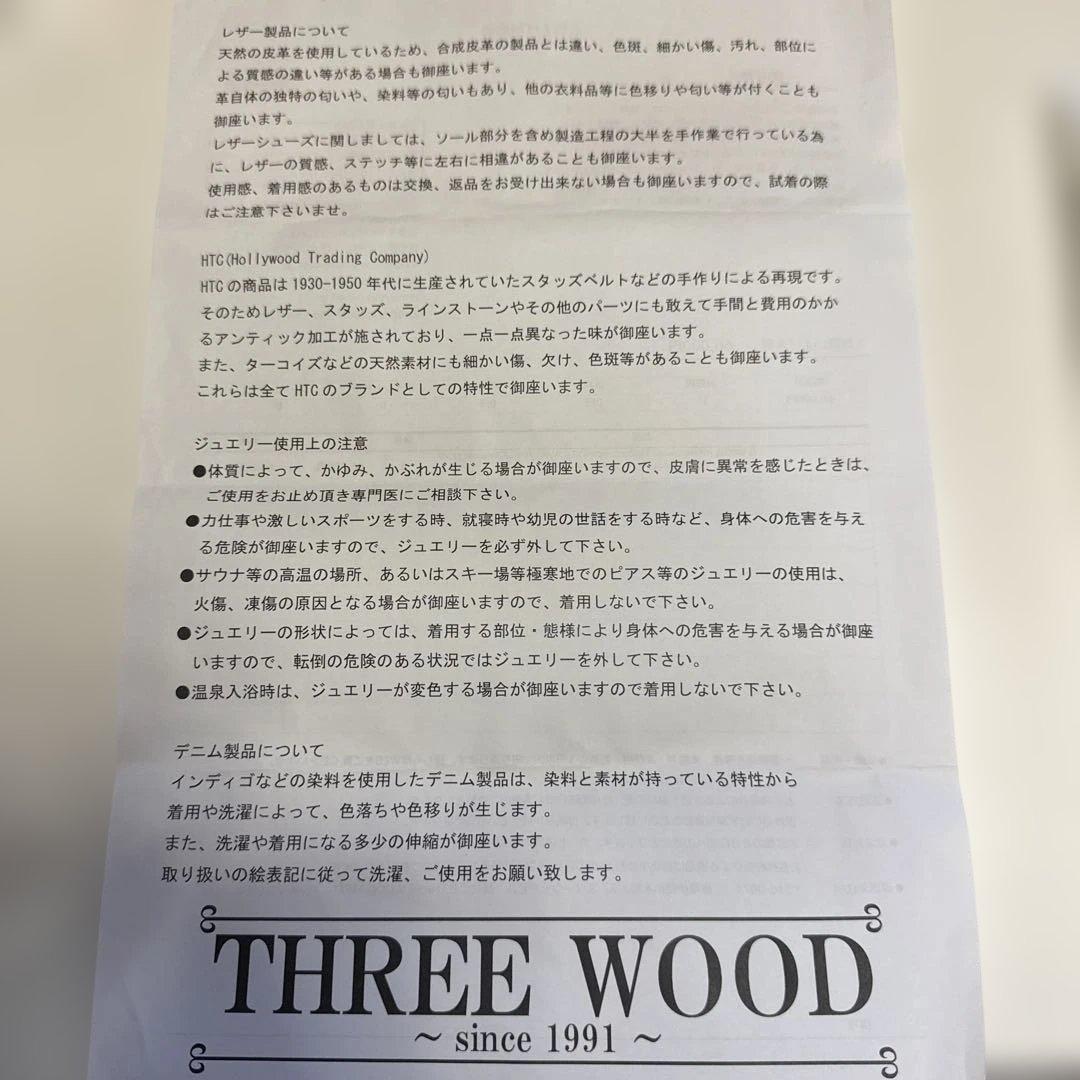 レザー製品について
天然の皮革を使用しているため、合成皮革の製品とは違い、色斑、細かい傷、汚れ、部位に
よる質感の違い等がある場合も御座います。
革自体の独特の匂いや、染料等の匂いもあり、他の衣料品等に色移りや匂い等が付くことも
御座います。
レザーシューズに関しましては、ソール部分を含め製造工程の大半を手作業で行っている為
に、レザーの質感、ステッチ等に左右に相違があることも御座います。
使用感、着用感のあるものは交換、返品をお受け出来ない場合も御座いますので、試着の際
はご注意下さいませ。
HTC(Hollywood Trading Company)
HTC の商品は 1930-1950 年代に生産されていたスタッズベルトなどの手作りによる再現です。
そのためレザー、スタッズ、ラインストーンやその他のパーツにも敢えて手間と費用のかか
るアンティック加工が施されており、一点一点異なった味が御座います。
また、ターコイズなどの天然素材にも細かい傷、欠け、色斑等があることも御座います。
これらは全て HTC のブランドとしての特性で御座います。
ジュエリー使用上の注意
●体質によって、かゆみ、かぶれが生じる場合が御座いますので、皮膚に異常を感じたときは、
ご使用をお止め頂き専門医にご相談下さい。
●力仕事や激しいスポーツをする時、就寝時や幼児の世話をする時など、身体への危害を与え
る危険が御座いますので、ジュエリーを必ず外して下さい。
●サウナ等の高温の場所、あるいはスキー場等極寒地でのピアス等のジュエリーの使用は、
火傷、凍傷の原因となる場合が御座いますので、着用しないで下さい。
●ジュエリーの形状によっては、着用する部位・態様により身体への危害を与える場合が御座
いますので、転倒の危険のある状況ではジュエリーを外して下さい。
●温泉入浴時は、ジュエリーが変色する場合が御座いますので着用しないで下さい。
デニム製品について
インディゴなどの染料を使用したデニム製品は、染料と素材が持っている特性から
着用や洗濯によって、色落ちや色移りが生じます。
また、洗濯や着用になる多少の伸縮が御座います。
取り扱いの絵表記に従って洗濯、ご使用をお願い致します。
THREE WOOD
～ since 1991 ～